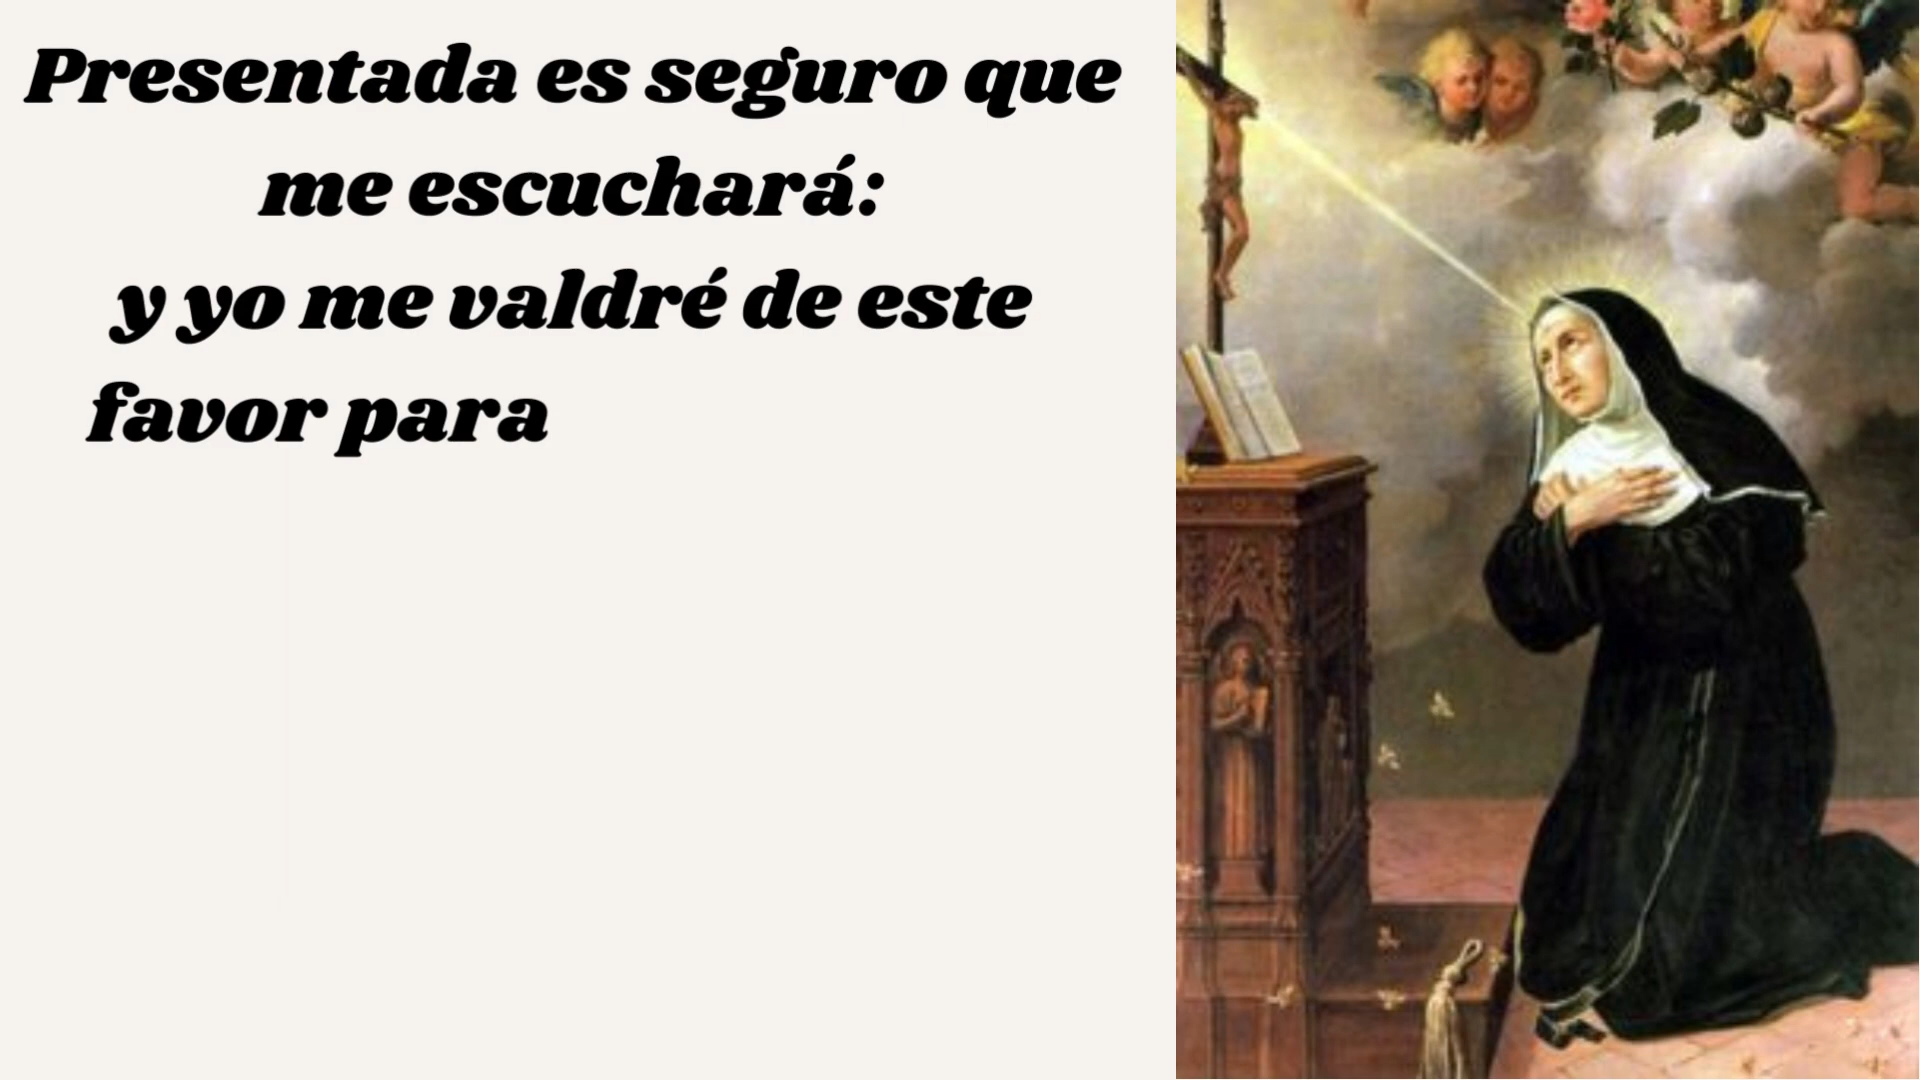 Presentada es seguro que
me escuchará:
y yo me valdré de este
favor para